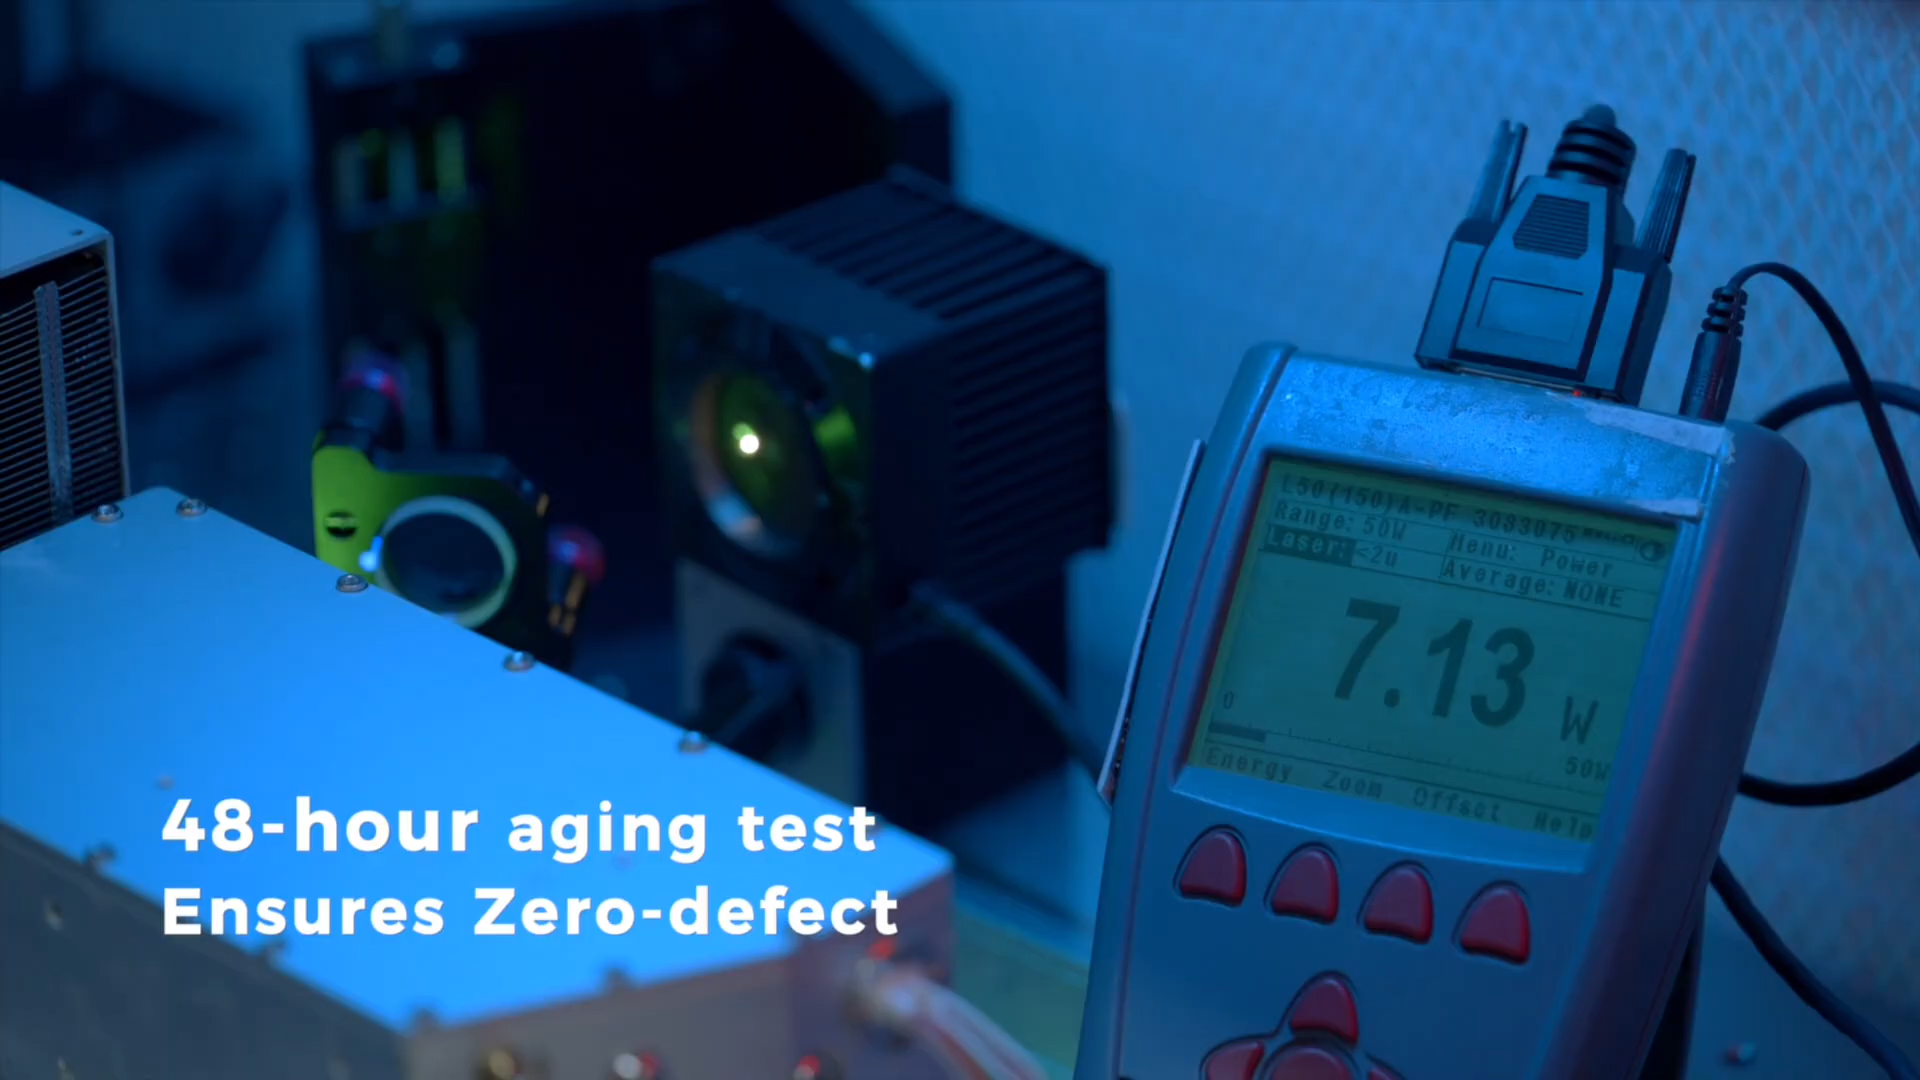 L50(150)A-PF 3083075
Range: 50W Menu: Power
Laser: <2u Average: NONE
7.13 W
0
50W
Energy Zoom Offset Help
48-hour aging test
Ensures Zero-defect